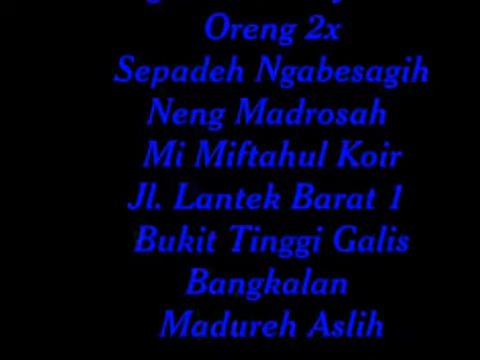 Oreng 2x
Sepadeh Ngabesagih
Neng Madrosah
Mi Miftahul Koir
Jl. Lantek Barat 1
Bukit Tinggi Galis
Bangkalan
Madureh Aslih